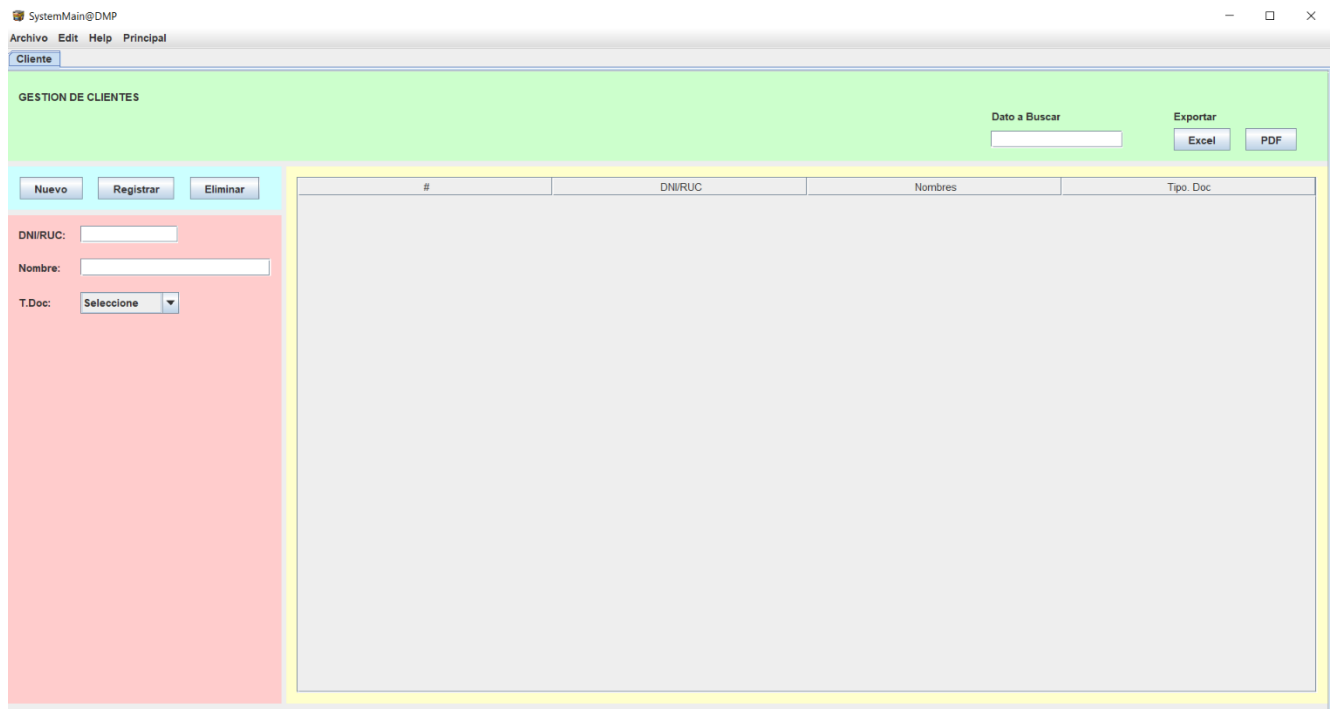 SystemMain@DMP
Archivo Edit Help Principal
Cliente
GESTION DE CLIENTES
Dato a Buscar
Exportar
Excel PDF
Nuevo Registrar Eliminar
# DNI/RUC Nombres Tipo. Doc
DNI/RUC:
Nombre:
T.Doc: Seleccione